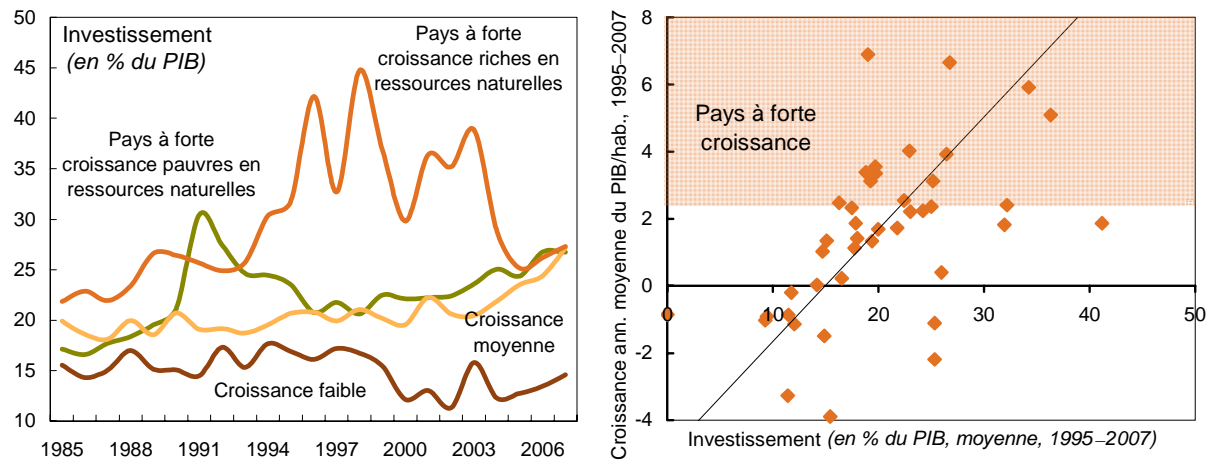 50
45
40
35
30
25
20
15
10
Investissement
(en % du PIB)
Pays à forte
croissance riches en
ressources naturelles
Pays à forte
croissance pauvres en
ressources naturelles
Croissance
moyenne
Croissance faible
1985 1988 1991 1994 1997 2000 2003 2006
Croissance ann. moyenne du PIB/hab., 1995–2007
8
6
4
2
0
-2
-4
Pays à forte
croissance
10 20 30 40 50
Investissement (en % du PIB, moyenne, 1995–2007)